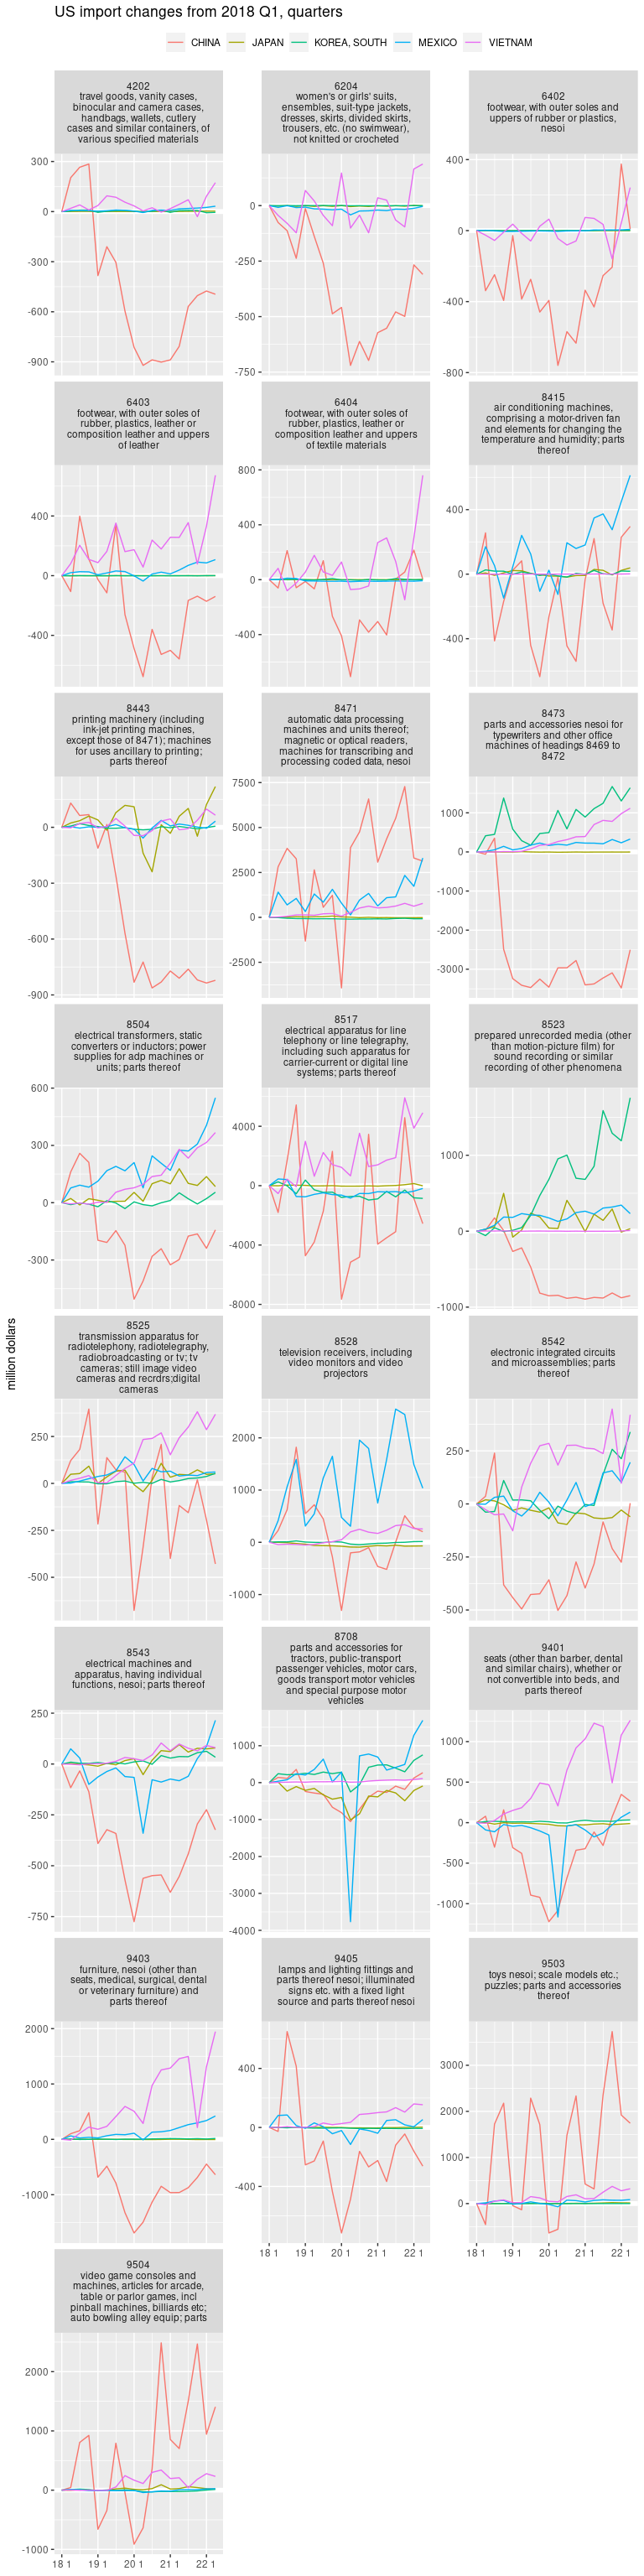 US import changes from 2018 Q1, quarters
CHINA JAPAN KOREA, SOUTH MEXICO VIETNAM
4202
travel goods, vanity cases,
binocular and camera cases,
handbags, wallets, cutlery
cases and similar containers, of
various specified materials
6204
women's or girls' suits,
ensembles, suit-type jackets,
dresses, skirts, divided skirts,
trousers, etc. (no swimwear),
not knitted or crocheted
6402
footwear, with outer soles and
uppers of rubber or plastics,
nesoi
300
0
-300
-600
-900
0
-250
-500
-750
400
0
-400
-800
6403
footwear, with outer soles of
rubber, plastics, leather or
composition leather and uppers
of leather
6404
footwear, with outer soles of
rubber, plastics, leather or
composition leather and uppers
of textile materials
8415
air conditioning machines,
comprising a motor-driven fan
and elements for changing the
temperature and humidity; parts
thereof
400
0
-400
800
400
0
-400
400
0
-400
8443
printing machinery (including
ink-jet printing machines,
except those of 8471); machines
for uses ancillary to printing;
parts thereof
8471
automatic data processing
machines and units thereof;
magnetic or optical readers,
machines for transcribing and
processing coded data, nesoi
8473
parts and accessories nesoi for
typewriters and other office
machines of headings 8469 to
8472
0
-300
-600
-900
7500
5000
2500
0
-2500
1000
0
-1000
-2000
-3000
8504
electrical transformers, static
converters or inductors; power
supplies for adp machines or
units; parts thereof
8517
electrical apparatus for line
telephony or line telegraphy,
including such apparatus for
carrier-current or digital line
systems; parts thereof
8523
prepared unrecorded media (other
than motion-picture film) for
sound recording or similar
recording of other phenomena
600
300
0
-300
4000
0
-4000
-8000
1000
0
-1000
million dollars
8525
transmission apparatus for
radiotelephony, radiotelegraphy,
radiobroadcasting or tv; tv
cameras; still image video
cameras and recrdrs;digital
cameras
8528
television receivers, including
video monitors and video
projectors
8542
electronic integrated circuits
and microassemblies; parts
thereof
250
0
-250
-500
2000
1000
0
-1000
250
0
-250
-500
8543
electrical machines and
apparatus, having individual
functions, nesoi; parts thereof
8708
parts and accessories for
tractors, public-transport
passenger vehicles, motor cars,
goods transport motor vehicles
and special purpose motor
vehicles
9401
seats (other than barber, dental
and similar chairs), whether or
not convertible into beds, and
parts thereof
250
0
-250
-500
-750
1000
0
-1000
-2000
-3000
-4000
1000
500
0
-500
-1000
9403
furniture, nesoi (other than
seats, medical, surgical, dental
or veterinary furniture) and
parts thereof
9405
lamps and lighting fittings and
parts thereof nesoi; illuminated
signs etc. with a fixed light
source and parts thereof nesoi
9503
toys nesoi; scale models etc.;
puzzles; parts and accessories
thereof
2000
1000
0
-1000
400
0
-400
3000
2000
1000
0
18 1 19 1 20 1 21 1 22 1
18 1 19 1 20 1 21 1 22 1
9504
video game consoles and
machines, articles for arcade,
table or parlor games, incl
pinball machines, billiards etc;
auto bowling alley equip; parts
2000
1000
0
-1000
18 1 19 1 20 1 21 1 22 1